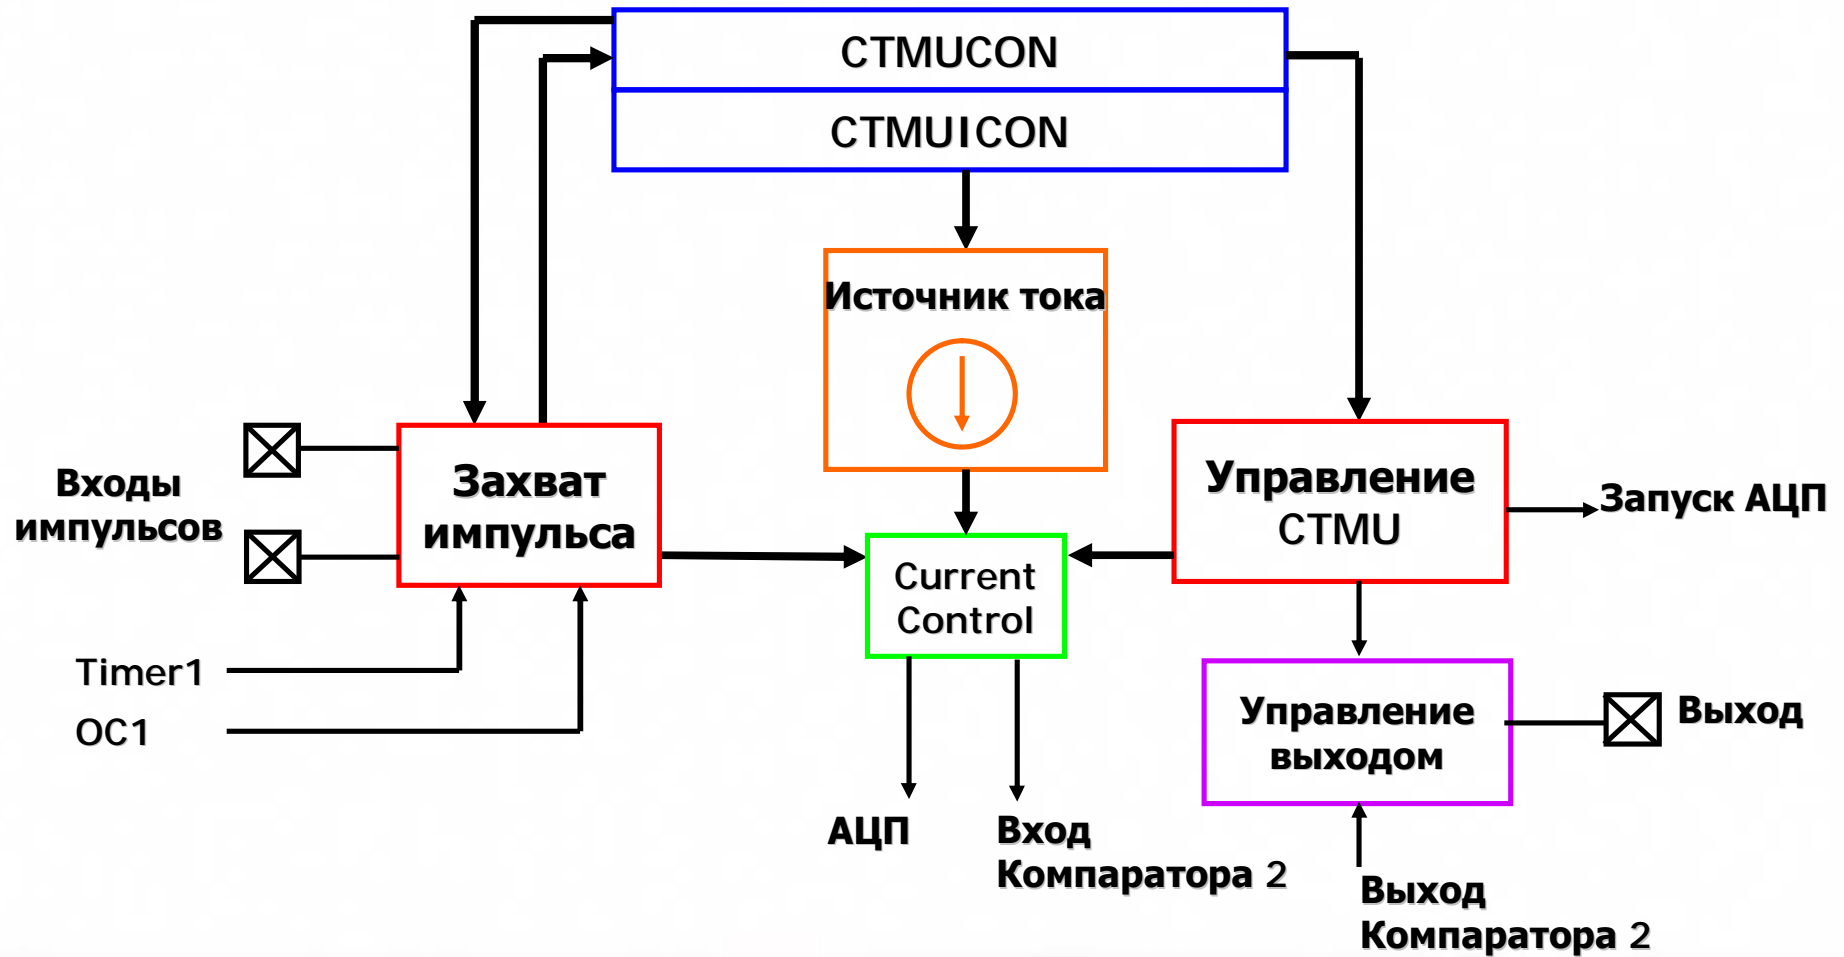 CTMUCON
CTMUICON
Источник тока
Захват
импульса
Входы
импульсов
Управление
CTMU
Запуск АЦП
Current
Control
Timer1
OC1
Управление
выходом
Выход
АЦП
Вход
Компаратора 2
Выход
Компаратора 2